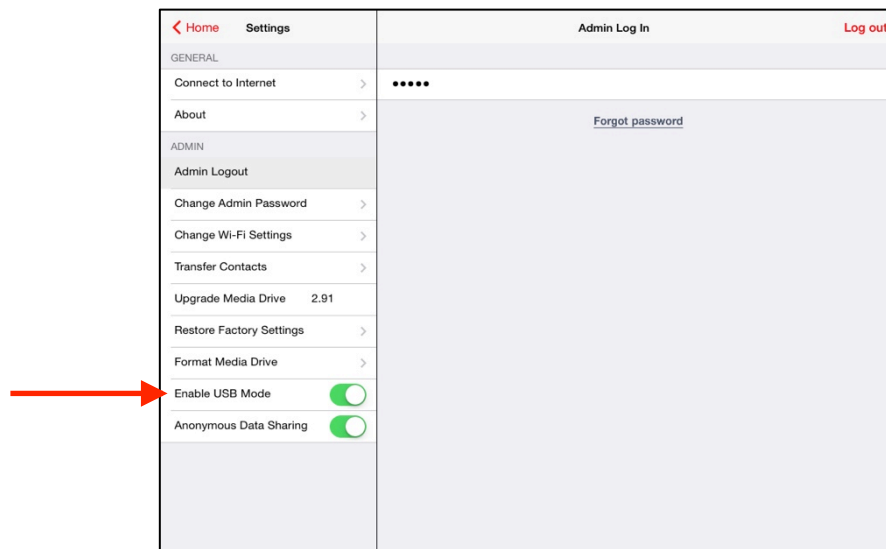 Home Settings
Admin Log In
Log out
GENERAL
Connect to Internet
•••••
About
Forgot password
ADMIN
Admin Logout
Change Admin Password
Change Wi-Fi Settings
Transfer Contacts
Upgrade Media Drive 2.91
Restore Factory Settings
Format Media Drive
Enable USB Mode
Anonymous Data Sharing